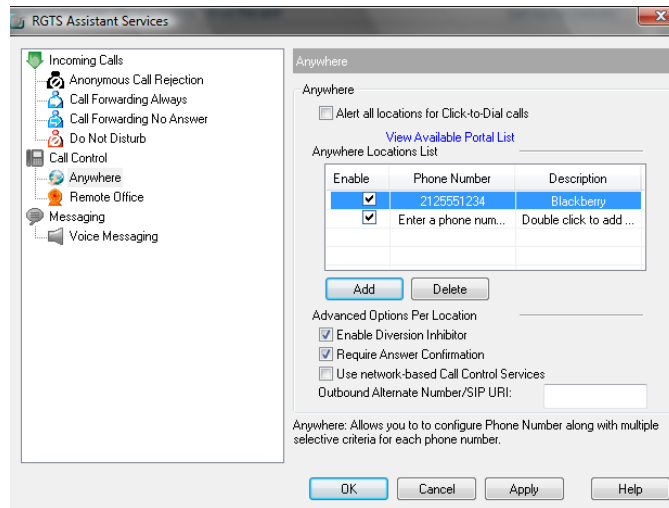 RGTS Assistant Services
Incoming Calls
Anonymous Call Rejection
Call Forwarding Always
Call Forwarding No Answer
Do Not Disturb
Call Control
Anywhere
Remote Office
Messaging
Voice Messaging
Anywhere
Anywhere
Alert all locations for Click-to-Dial calls
View Available Portal List
Anywhere Locations List
Enable Phone Number Description
2125551234 Blackberry
Enter a phone num... Double click to add ...
Add Delete
Advanced Options Per Location
Enable Diversion Inhibitor
Require Answer Confirmation
Use network-based Call Control Services
Outbound Alternate Number/SIP URI:
Anywhere: Allows you to to configure Phone Number along with multiple
selective criteria for each phone number.
OK Cancel Apply Help